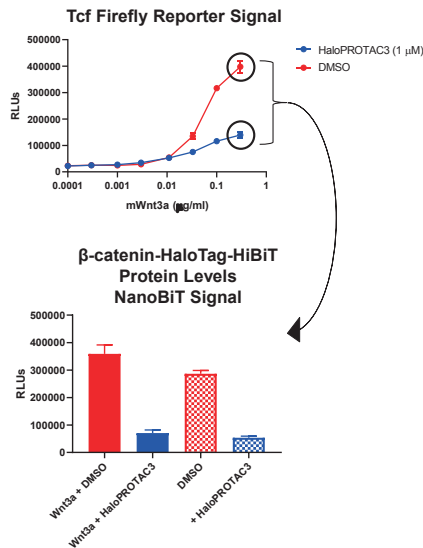 Tcf Firefly Reporter Signal
500000
400000
300000
200000
100000
0
RLUs
0.0001
0.001
0.01
0.1
1
mWnt3a (µg/ml)
HaloPROTAC3 (1 µM)
DMSO
β-catenin-HaloTag-HiBiT
Protein Levels
NanoBiT Signal
500000
400000
300000
200000
100000
0
RLUs
Wnt3a + DMSO
Wnt3a + HaloPROTAC3
DMSO
+ HaloPROTAC3